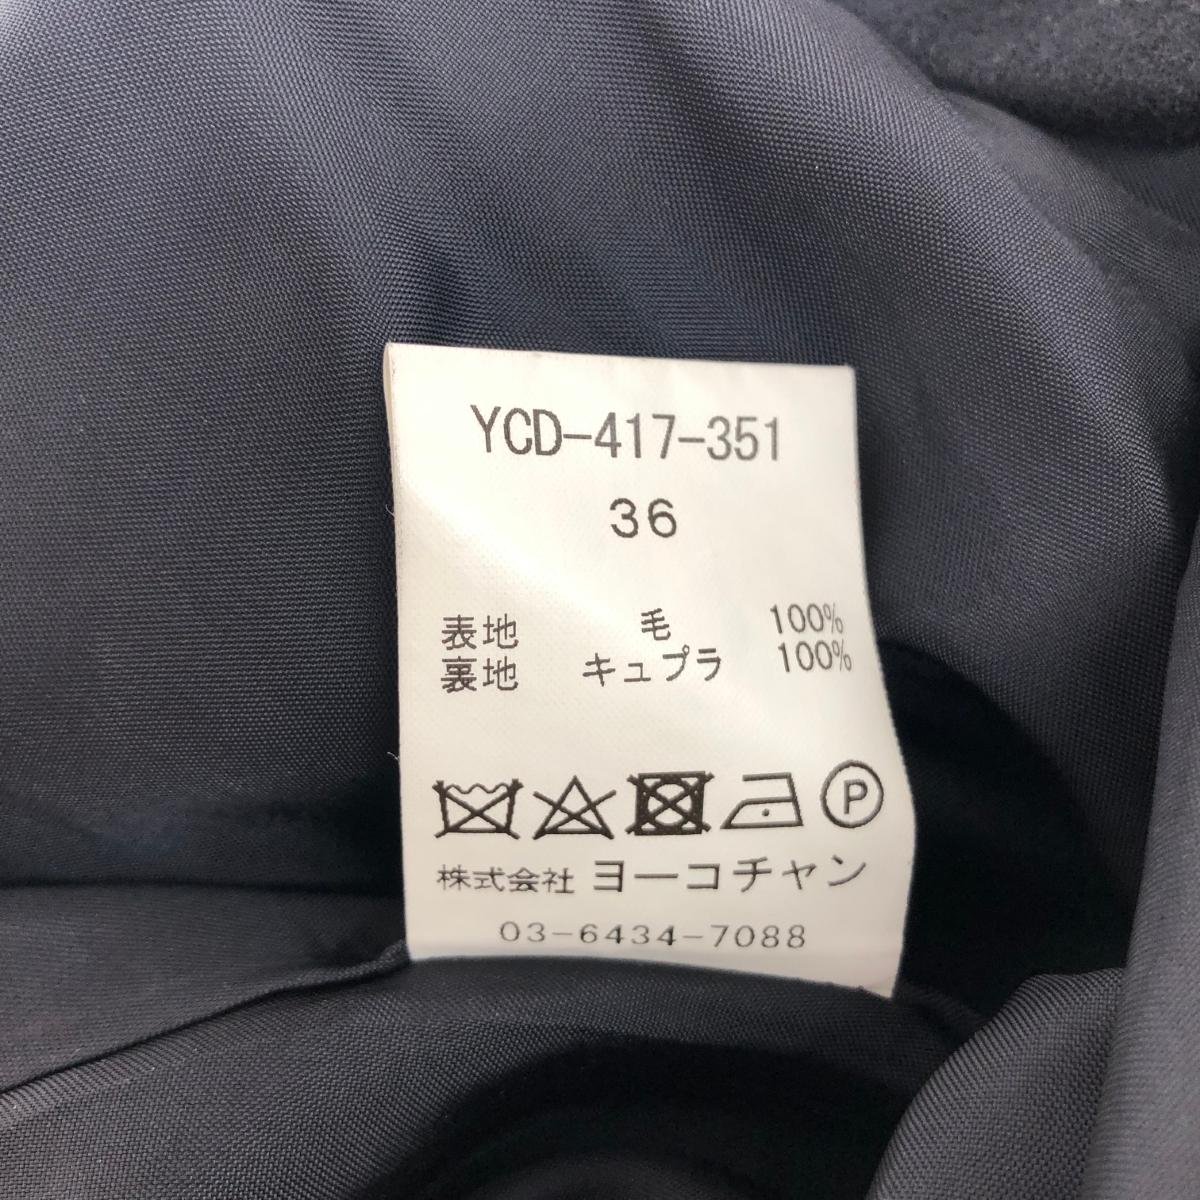 YCD-417-351
36
表地 毛 100%
裏地 キュプラ 100%
P
株式会社 ヨーコチャン
03-6434-7088